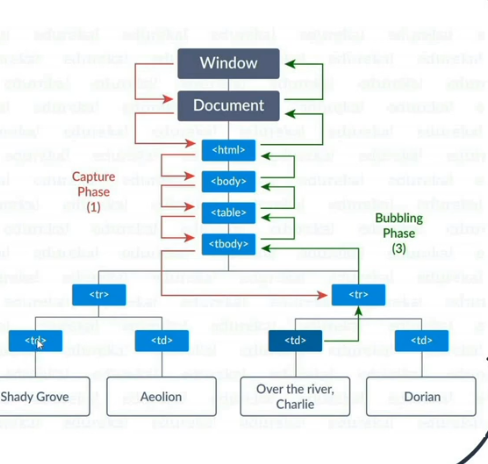 Window
Document
<html>
Capture
Phase
(1)
<body>
<table>
Bubbling
Phase
(3)
<tbody>
<tr>
<tr>
<td>
<td>
<td>
<td>
Shady Grove
Aeolion
Over the river,
Charlie
Dorian